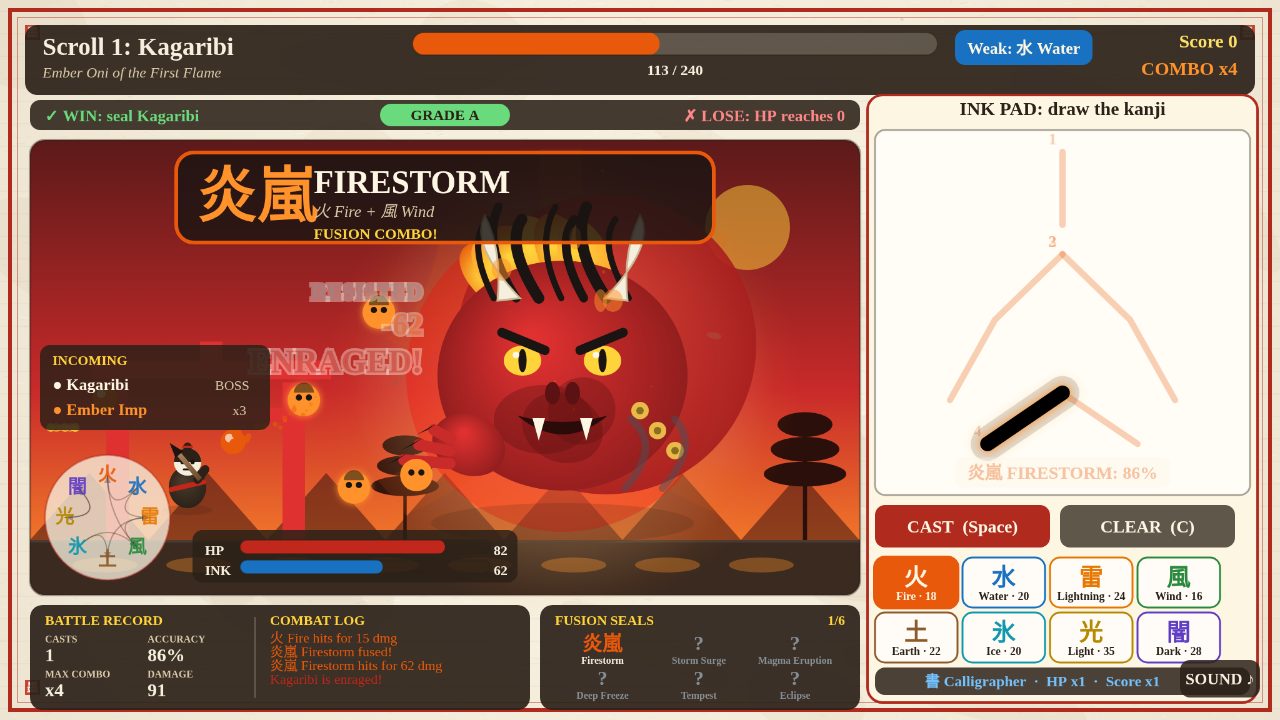 Scroll 1: Kagaribi
Ember Oni of the First Flame
113 / 240
Weak: 水 Water
Score 0
COMBO x4
✓ WIN: seal Kagaribi
GRADE A
✗ LOSE: HP reaches 0
炎嵐
FIRESTORM
火 Fire + 風 Wind
FUSION COMBO!
-62
ENRAGED!
INCOMING
● Kagaribi BOSS
● Ember Imp x3
火
水
雷
風
土
氷
光
闇
HP 82
INK 62
INK PAD: draw the kanji
1
4
炎嵐 FIRESTORM: 86%
CAST (Space)
CLEAR (C)
火 Fire · 18
水 Water · 20
雷 Lightning · 24
風 Wind · 16
土 Earth · 22
氷 Ice · 20
光 Light · 35
闇 Dark · 28
書 Calligrapher · HP x1 · Score x1
SOUND ♪
BATTLE RECORD
CASTS
1
ACCURACY
86%
MAX COMBO
x4
DAMAGE
91
COMBAT LOG
火 Fire hits for 15 dmg
炎嵐 Firestorm fused!
炎嵐 Firestorm hits for 62 dmg
Kagaribi is enraged!
FUSION SEALS 1/6
炎嵐
Firestorm
?
Storm Surge
?
Magma Eruption
?
Deep Freeze
?
Tempest
?
Eclipse